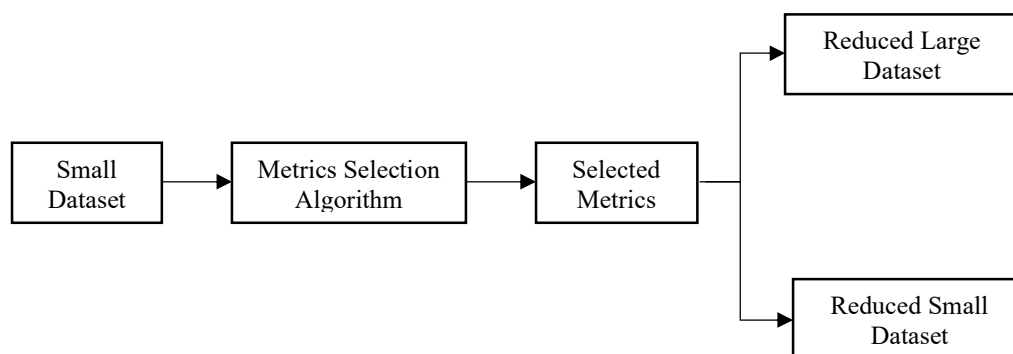 Reduced Large
Dataset
Small
Dataset
Metrics Selection
Algorithm
Selected
Metrics
Reduced Small
Dataset